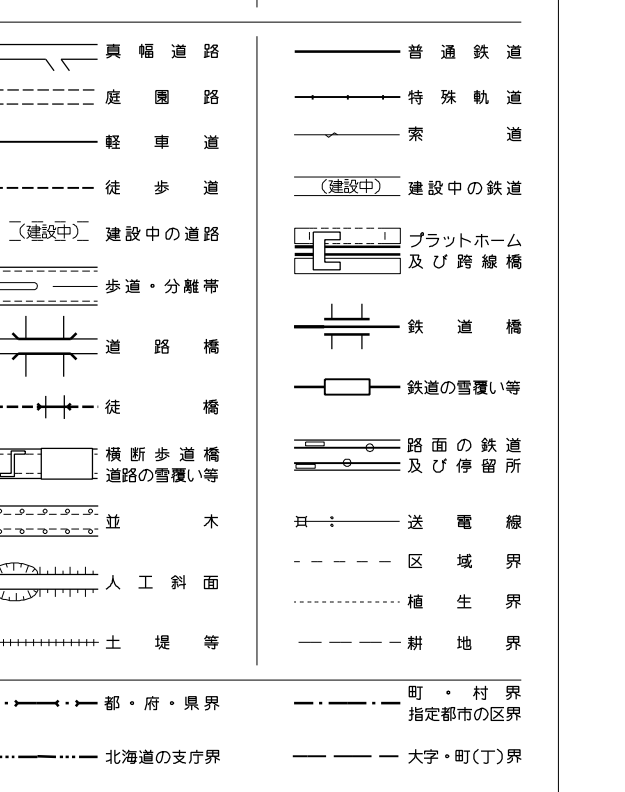 真幅道路
庭園路
軽車道
徒歩道
(建設中)
建設中の道路
歩道・分離帯
道路橋
徒橋
横断歩道橋
道路の雪覆い等
並木
人工斜面
土堤等
普通鉄道
特殊軌道
索道
(建設中)
建設中の鉄道
プラットホーム
及び跨線橋
鉄道橋
鉄道の雪覆い等
路面の鉄道
及び停留所
送電線
区域界
植生界
耕地界
都・府・県界
北海道の支庁界
町・村界
指定都市の区界
大字・町(丁)界